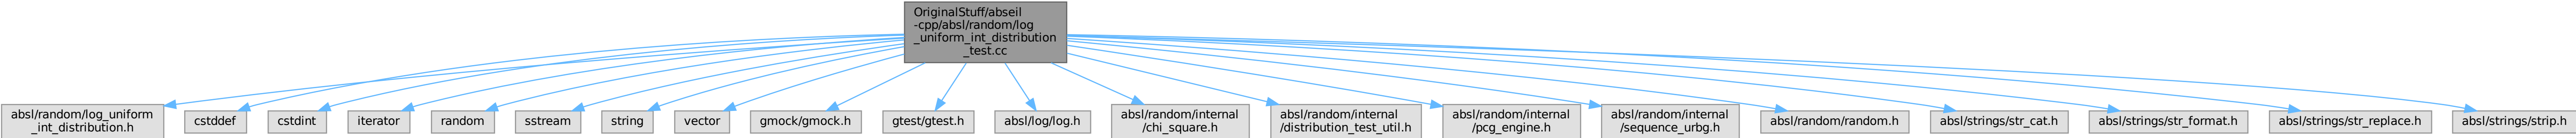 OriginalStuff/abseil
-cpp/absl/random/log
_uniform_int_distribution
_test.cc
absl/random/log_uniform
_int_distribution.h
cstddef
cstdint
iterator
random
sstream
string
vector
gmock/gmock.h
gtest/gtest.h
absl/log/log.h
absl/random/internal
/chi_square.h
absl/random/internal
/distribution_test_util.h
absl/random/internal
/pcg_engine.h
absl/random/internal
/sequence_urbg.h
absl/random/random.h
absl/strings/str_cat.h
absl/strings/str_format.h
absl/strings/str_replace.h
absl/strings/strip.h